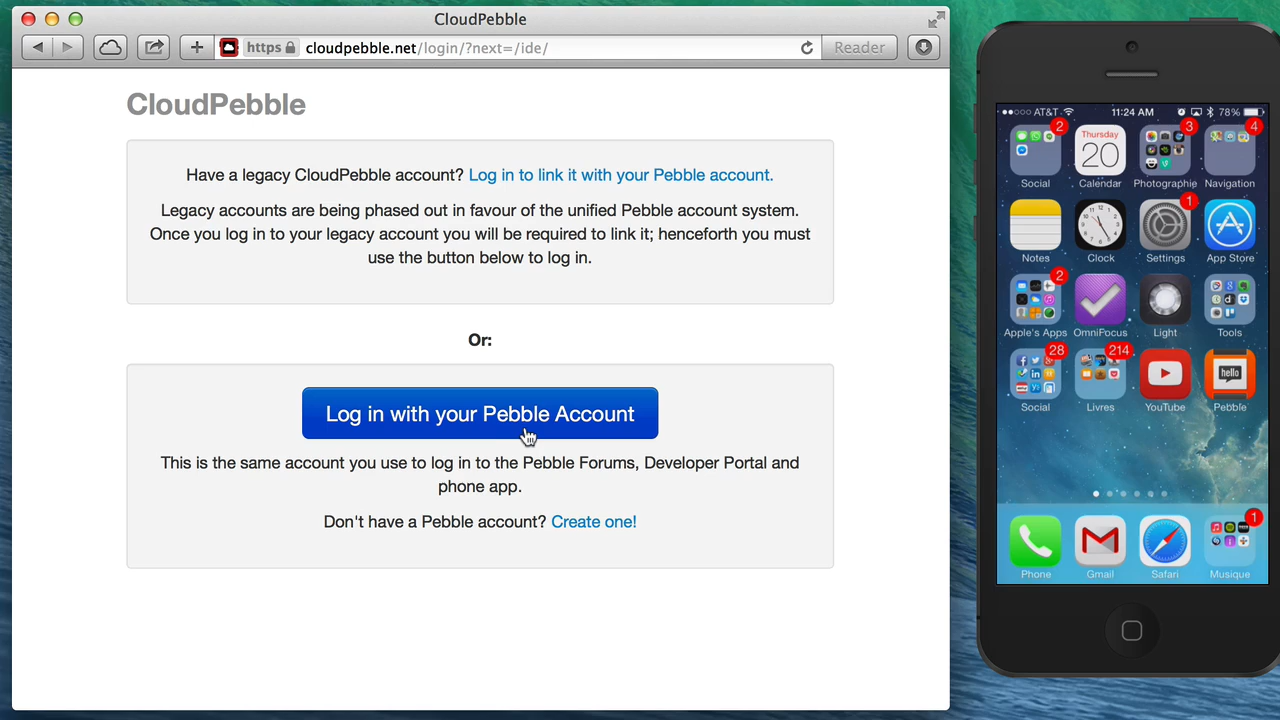 CloudPebble
https
cloudpebble.net/login/?next=/ide/
Reader
CloudPebble
Have a legacy CloudPebble account? Log in to link it with your Pebble account.
Legacy accounts are being phased out in favour of the unified Pebble account system.
Once you log in to your legacy account you will be required to link it; henceforth you must
use the button below to log in.
Or:
Log in with your Pebble Account
This is the same account you use to log in to the Pebble Forums, Developer Portal and
phone app.
Don't have a Pebble account? Create one!
AT&T 11:24 AM 78%
2 3 4
Thursday
20
Social Calendar Photographie Navigation
1
Notes Clock Settings App Store
2
Apple's Apps OmniFocus Light Tools
28 214
hello
Social Livres YouTube Pebble
1
Phone Gmail Safari Musique